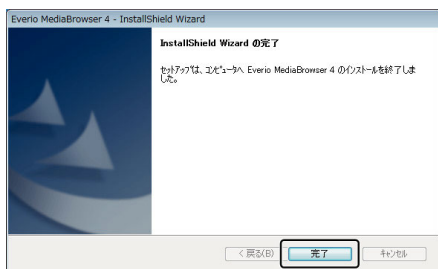 Everio MediaBrowser 4 - InstallShield Wizard
InstallShield Wizard の完了
セットアップは、コンピュータへ Everio MediaBrowser 4 のインストールを終了しま
した。
< 戻る(B)
完了
キャンセル